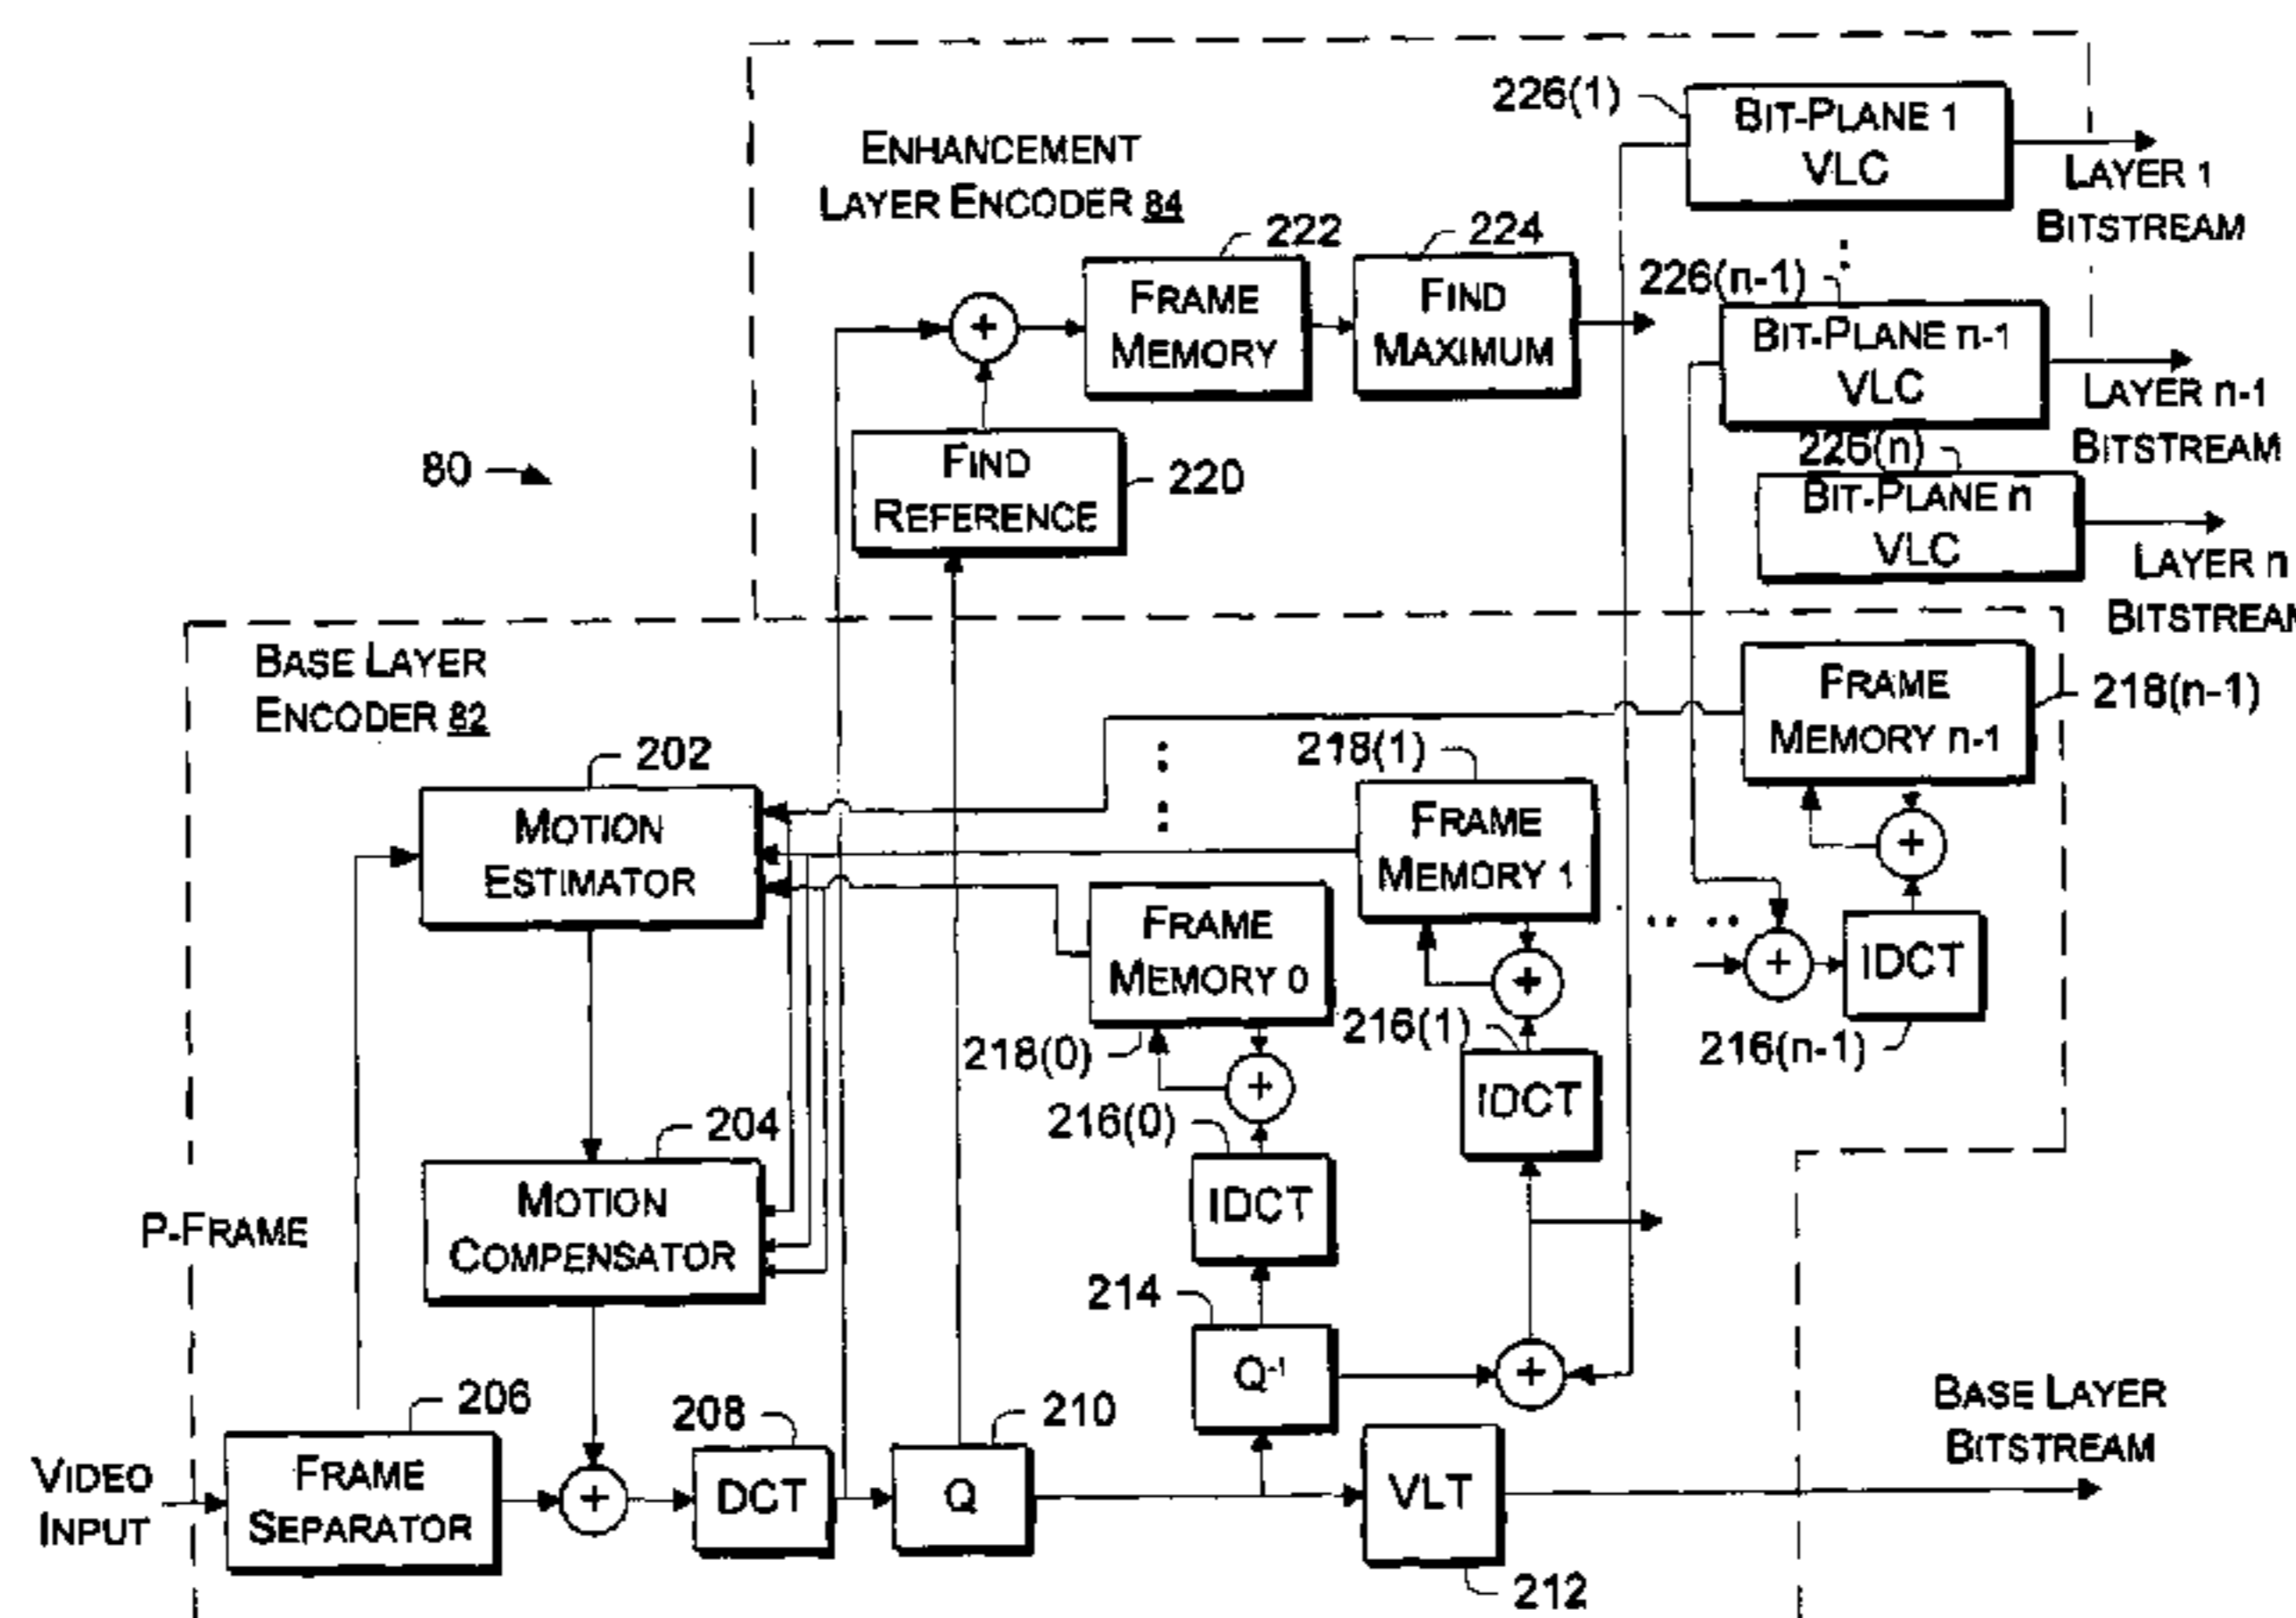 226(1)
BIT-PLANE 1
VLC
LAYER 1
BITSTREAM
ENHANCEMENT
LAYER ENCODER 84
222
FRAME
MEMORY
224
FIND
MAXIMUM
226(n-1)
BIT-PLANE n-1
VLC
LAYER n-1
BITSTREAM
80
FIND
REFERENCE
220
226(n)
BIT-PLANE n
VLC
LAYER n
BITSTREAM
BASE LAYER
ENCODER 82
FRAME
MEMORY n-1
218(n-1)
202
MOTION
ESTIMATOR
218(1)
FRAME
MEMORY 1
FRAME
MEMORY 0
218(0)
IDCT
216(n-1)
216(1)
IDCT
204
MOTION
COMPENSATOR
216(0)
IDCT
P-FRAME
214
Q-1
206
FRAME
SEPARATOR
VIDEO
INPUT
208
DCT
210
Q
VLT
212
BASE LAYER
BITSTREAM